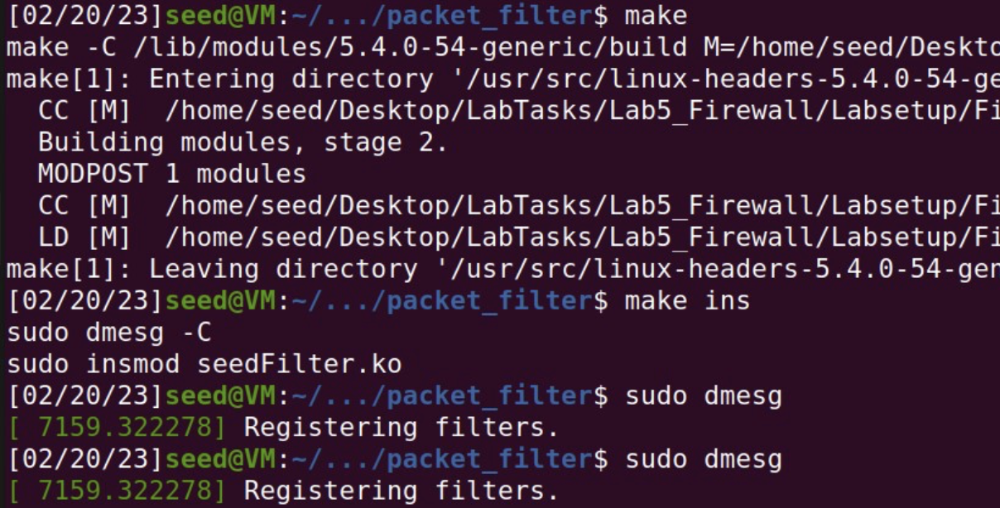 [02/20/23]seed@VM:~/.../packet_filter$ make
make -C /lib/modules/5.4.0-54-generic/build M=/home/seed/Deskto
make[1]: Entering directory '/usr/src/linux-headers-5.4.0-54-ge
  CC [M]  /home/seed/Desktop/LabTasks/Lab5_Firewall/Labsetup/Fi
  Building modules, stage 2.
  MODPOST 1 modules
  CC [M]  /home/seed/Desktop/LabTasks/Lab5_Firewall/Labsetup/Fi
  LD [M]  /home/seed/Desktop/LabTasks/Lab5_Firewall/Labsetup/Fi
make[1]: Leaving directory '/usr/src/linux-headers-5.4.0-54-gen
[02/20/23]seed@VM:~/.../packet_filter$ make ins
sudo dmesg -C
sudo insmod seedFilter.ko
[02/20/23]seed@VM:~/.../packet_filter$ sudo dmesg
[ 7159.322278] Registering filters.
[02/20/23]seed@VM:~/.../packet_filter$ sudo dmesg
[ 7159.322278] Registering filters.